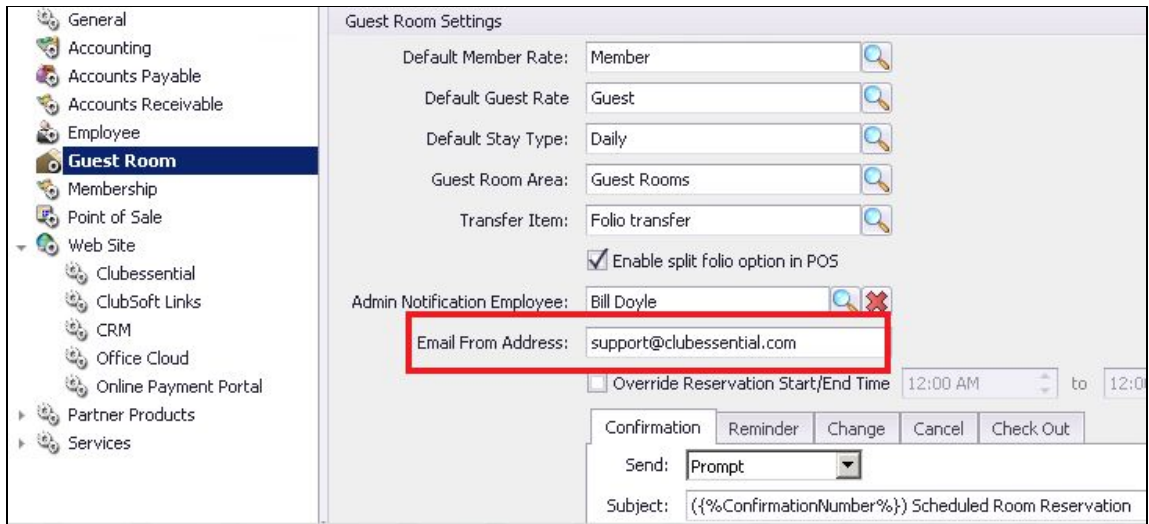 General
Accounting
Accounts Payable
Accounts Receivable
Employee
Guest Room
Membership
Point of Sale
Web Site
Clubessential
ClubSoft Links
CRM
Office Cloud
Online Payment Portal
Partner Products
Services
Guest Room Settings
Default Member Rate: Member
Default Guest Rate Guest
Default Stay Type: Daily
Guest Room Area: Guest Rooms
Transfer Item: Folio transfer
Enable split folio option in POS
Admin Notification Employee: Bill Doyle
Email From Address: support@clubessential.com
Override Reservation Start/End Time 12:00 AM to
Confirmation Reminder Change Cancel Check Out
Send: Prompt
Subject: ({%ConfirmationNumber%}) Scheduled Room Reservation